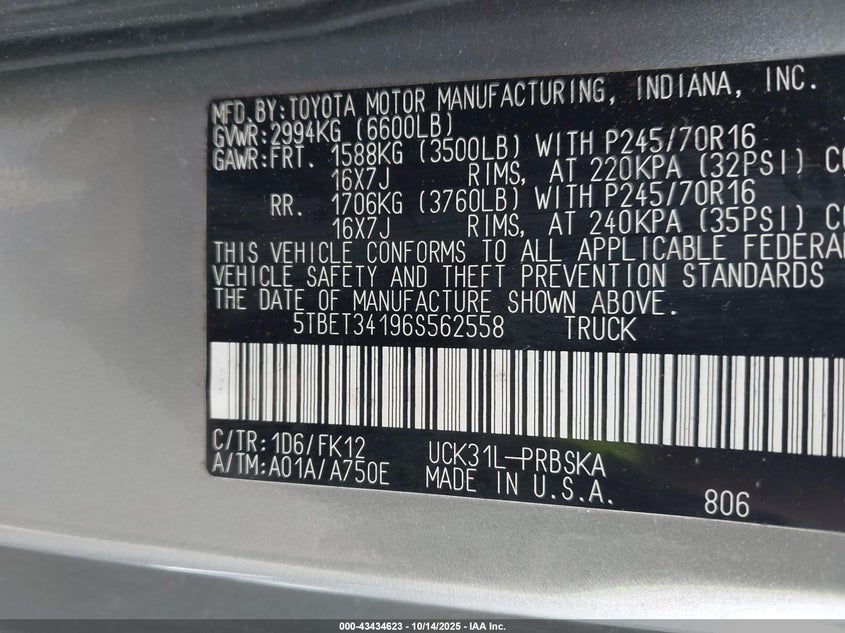 MFD. BY: TOYOTA MOTOR MANUFACTURING, INDIANA, INC.
GVWR: 2994KG (6600LB)
GAWR: FRT. 1588KG (3500LB) WITH P245/70R16
16X7J RIMS, AT 220KPA (32PSI)
RR. 1706KG (3760LB) WITH P245/70R16
16X7J RIMS, AT 240KPA (35PSI)
THIS VEHICLE CONFORMS TO ALL APPLICABLE FEDERAL
VEHICLE SAFETY AND THEFT PREVENTION STANDARDS
THE DATE OF MANUFACTURE SHOWN ABOVE.
5TBET34196S562558 TRUCK
C/TR: 1D6/FK12 UCK31L-PRBSKA
A/TM: A01A/A750E MADE IN U.S.A.
806
000-43434623 - 10/14/2025 - IAA Inc.